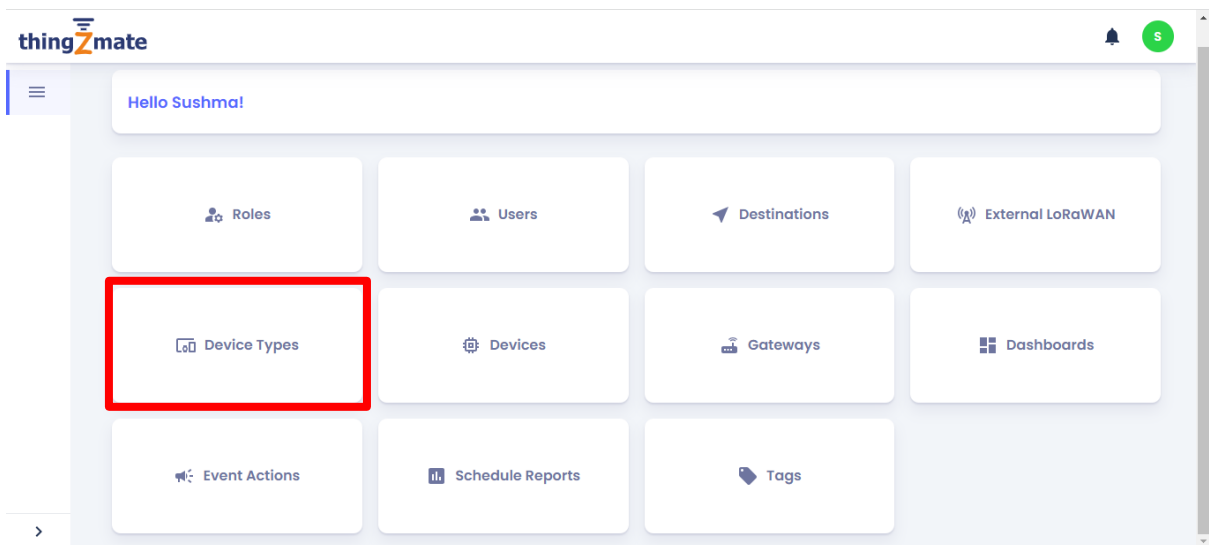 thingZmate
S
Hello Sushma!
Roles
Users
Destinations
External LoRaWAN
Device Types
Devices
Gateways
Dashboards
Event Actions
Schedule Reports
Tags